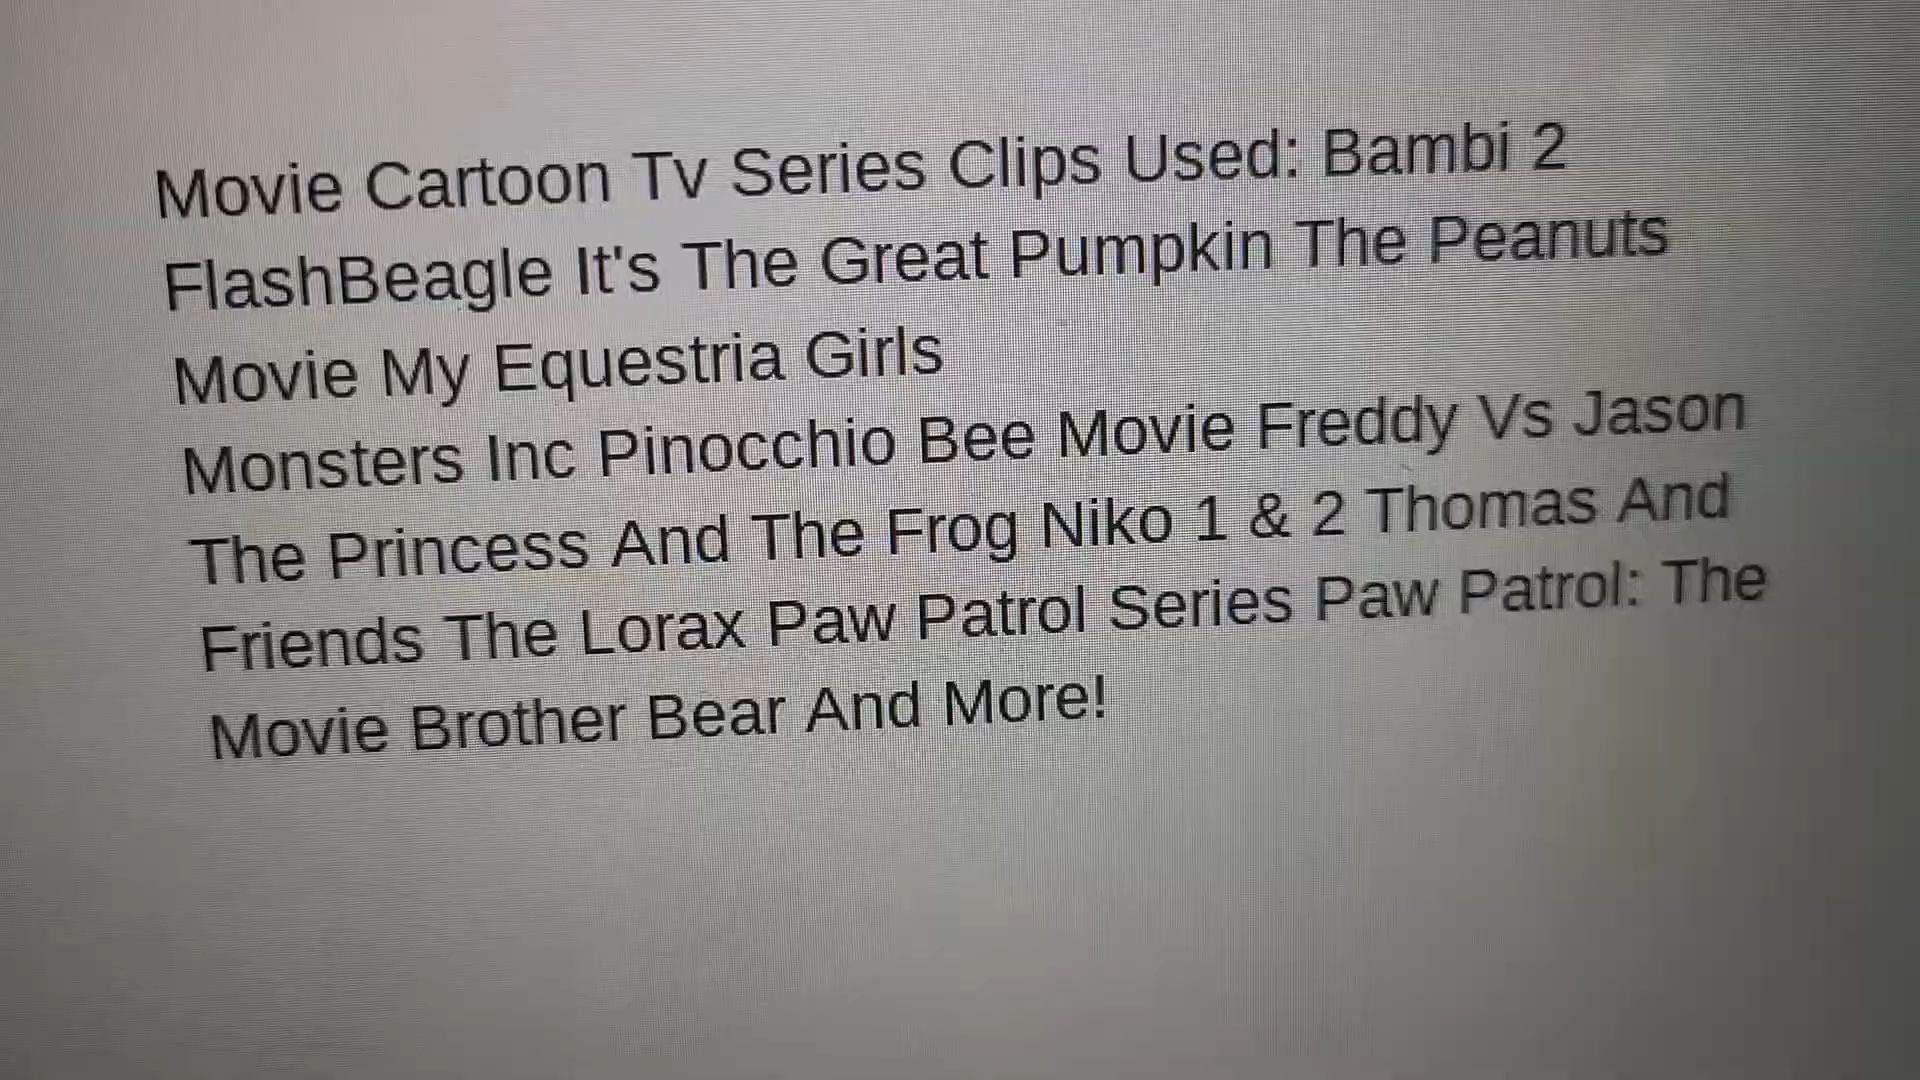 Movie Cartoon Tv Series Clips Used: Bambi 2
FlashBeagle It's The Great Pumpkin The Peanuts
Movie My Equestria Girls
Monsters Inc Pinocchio Bee Movie Freddy Vs Jason
The Princess And The Frog Niko 1 & 2 Thomas And
Friends The Lorax Paw Patrol Series Paw Patrol: The
Movie Brother Bear And More!